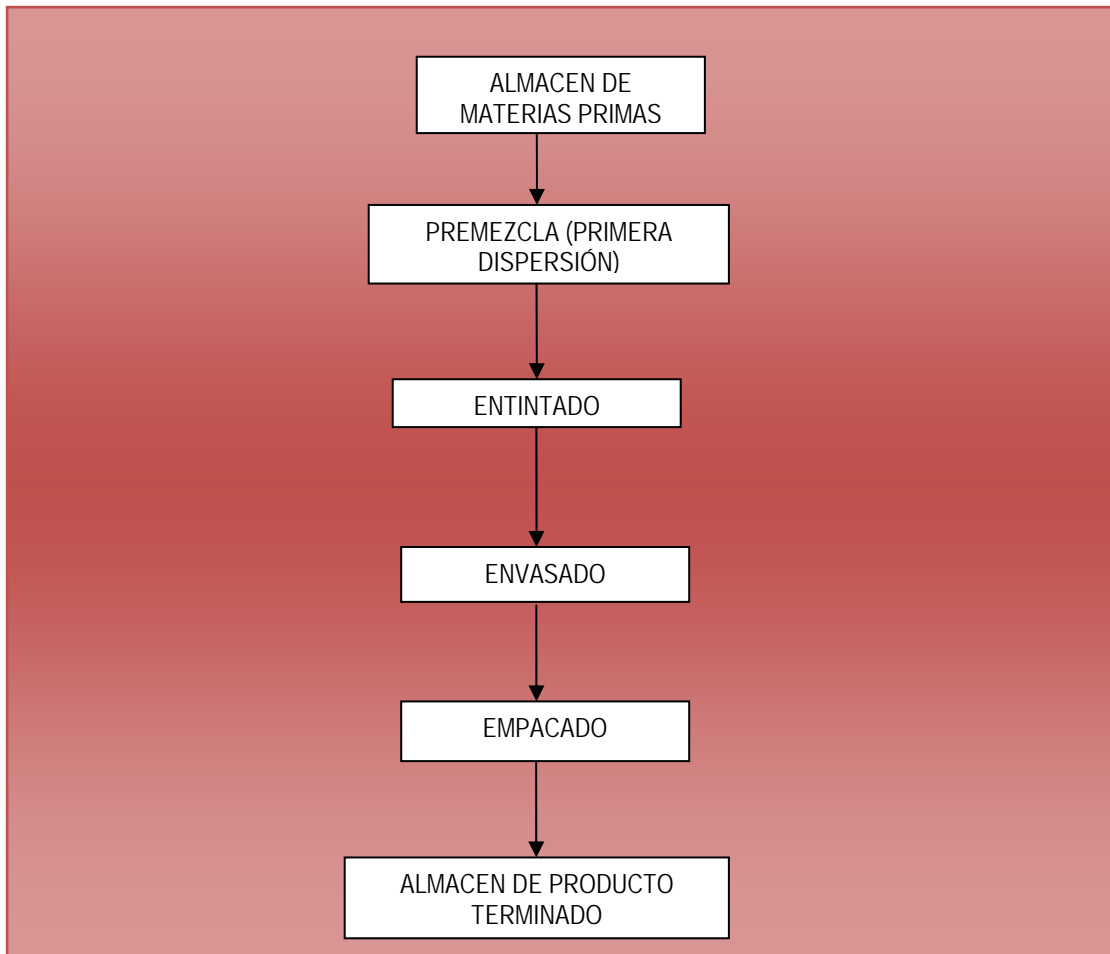 ALMACEN DE
MATERIAS PRIMAS
PREMEZCLA (PRIMERA
DISPERSIÓN)
ENTINTADO
ENVASADO
EMPACADO
ALMACEN DE PRODUCTO
TERMINADO